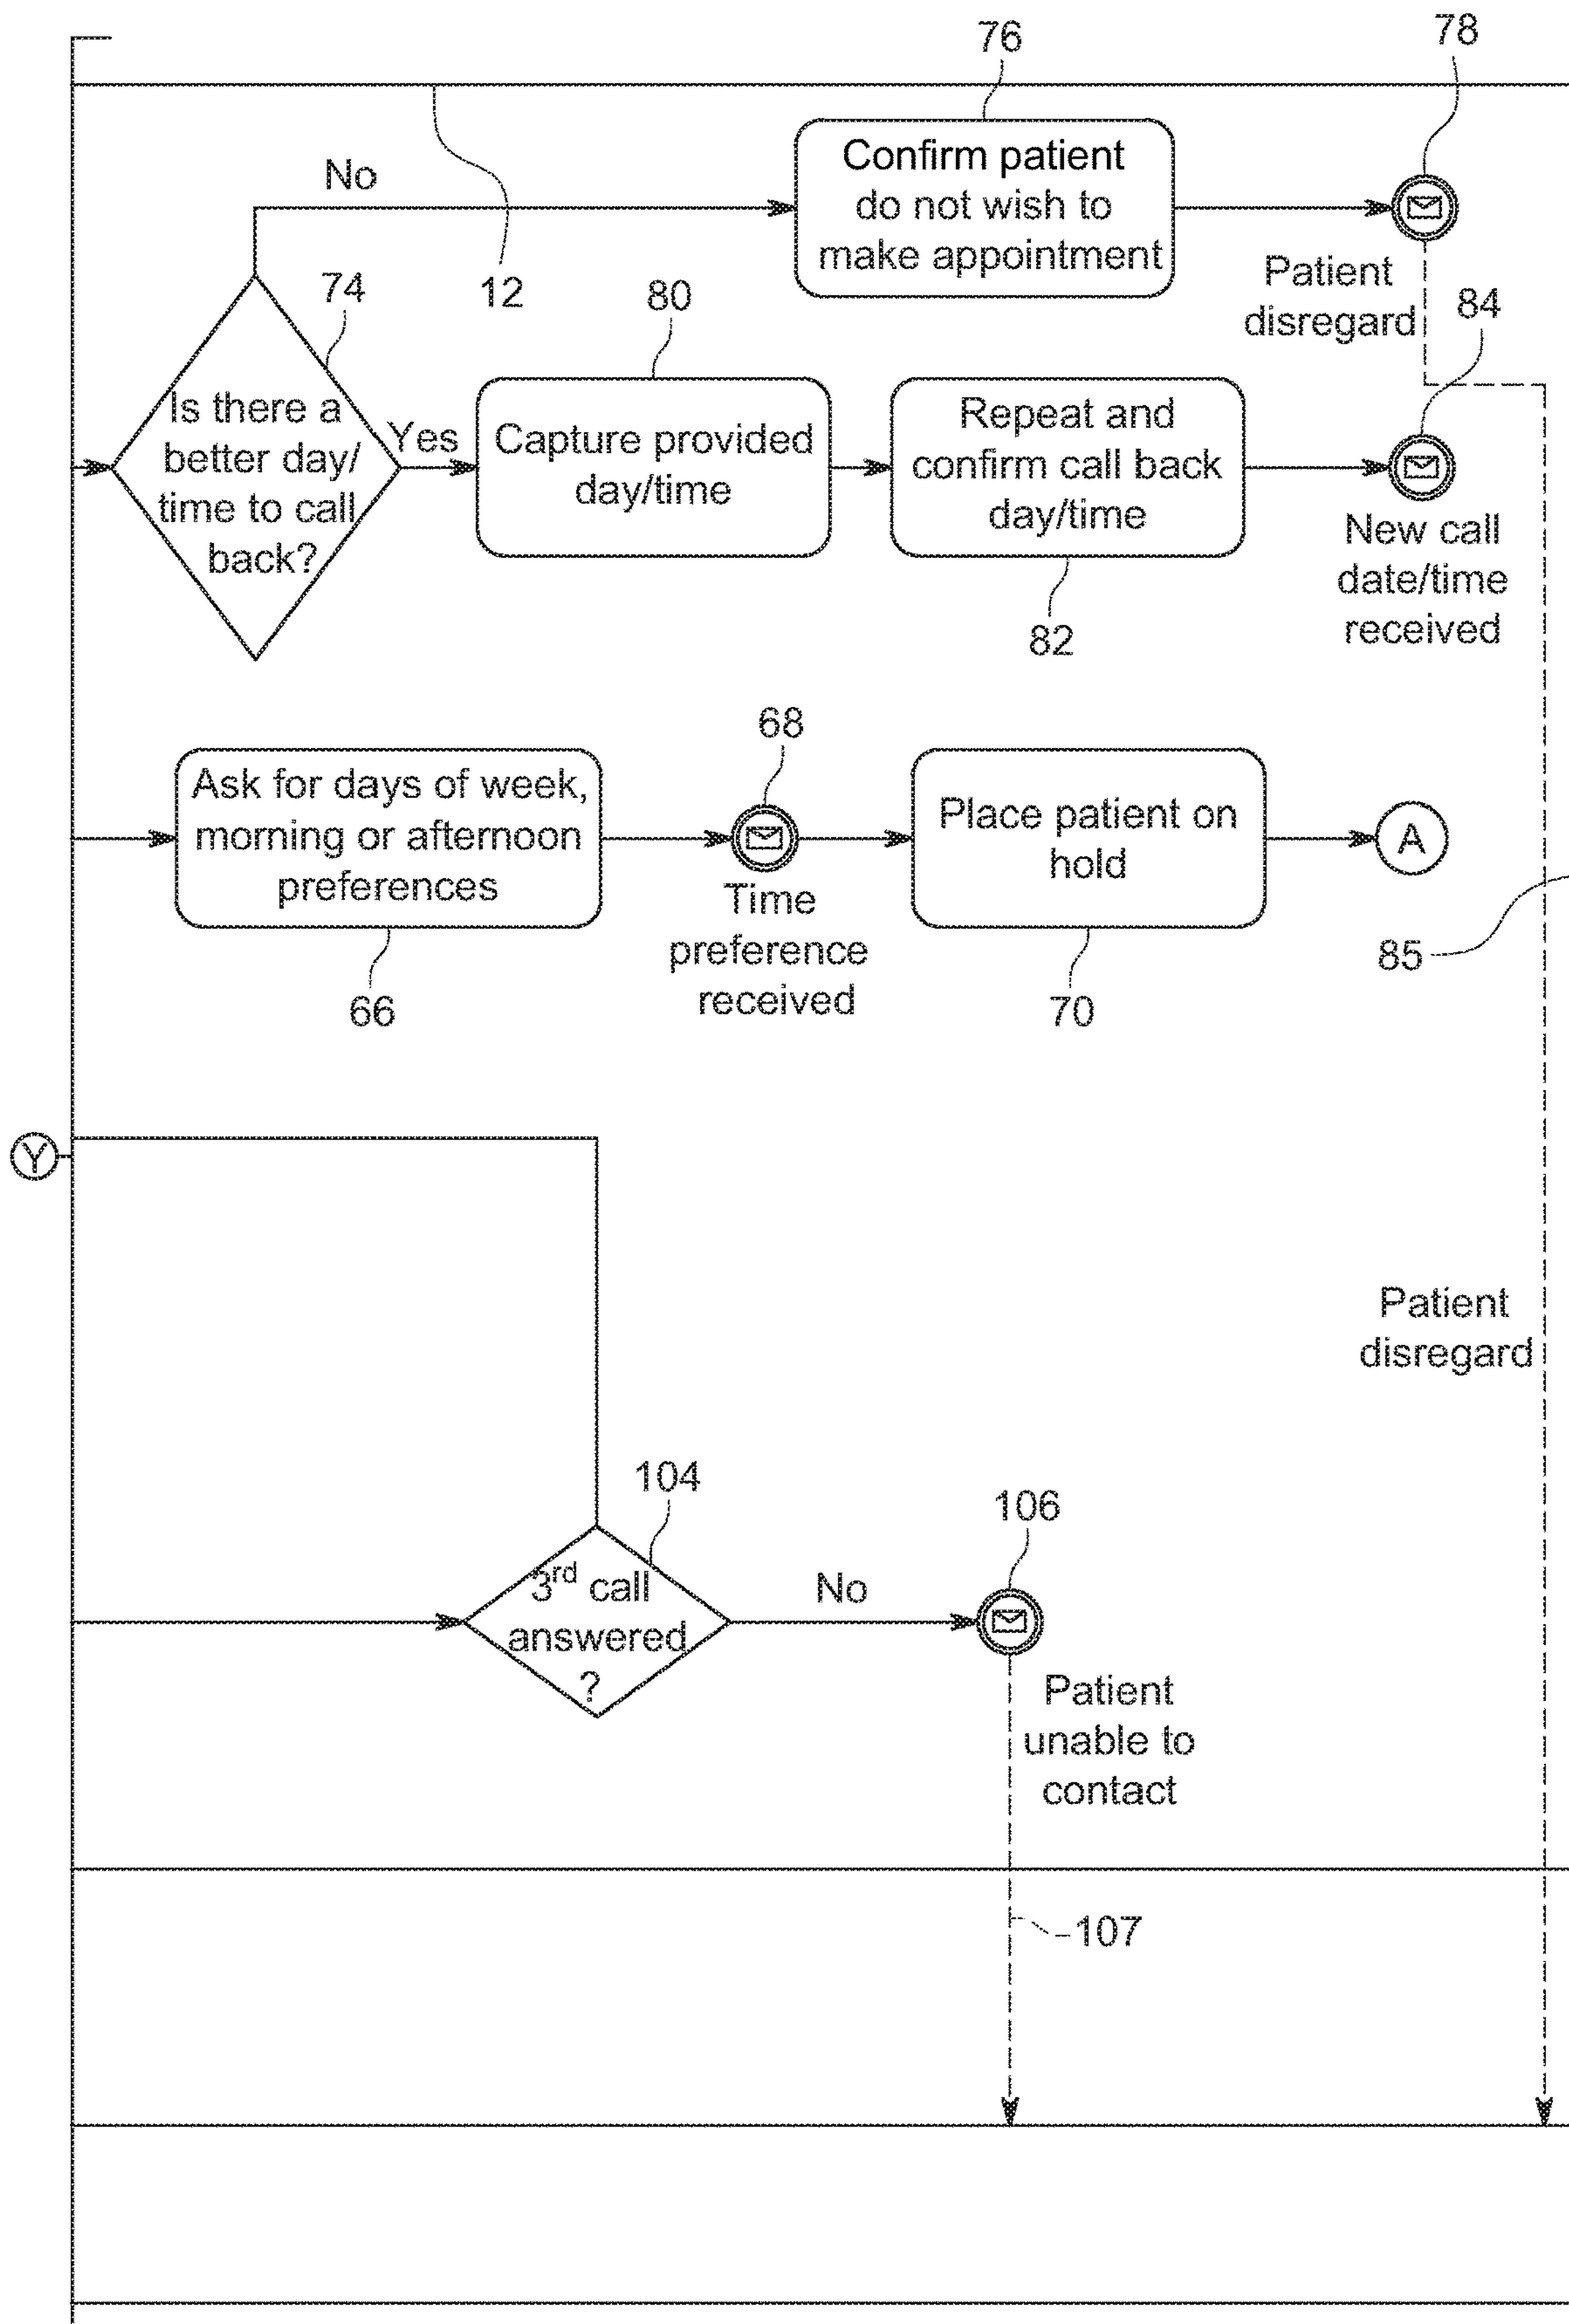 76
78
No
Confirm patient
do not wish to
make appointment
74
12
80
Patient
disregard
84
Is there a
better day/
time to call
back?
Yes
Capture provided
day/time
Repeat and
confirm call back
day/time
82
New call
date/time
received
68
Ask for days of week,
morning or afternoon
preferences
66
Time
preference
received
Place patient on
hold
70
A
85
Y
Patient
disregard
104
106
3rd call
answered
?
No
Patient
unable to
contact
107